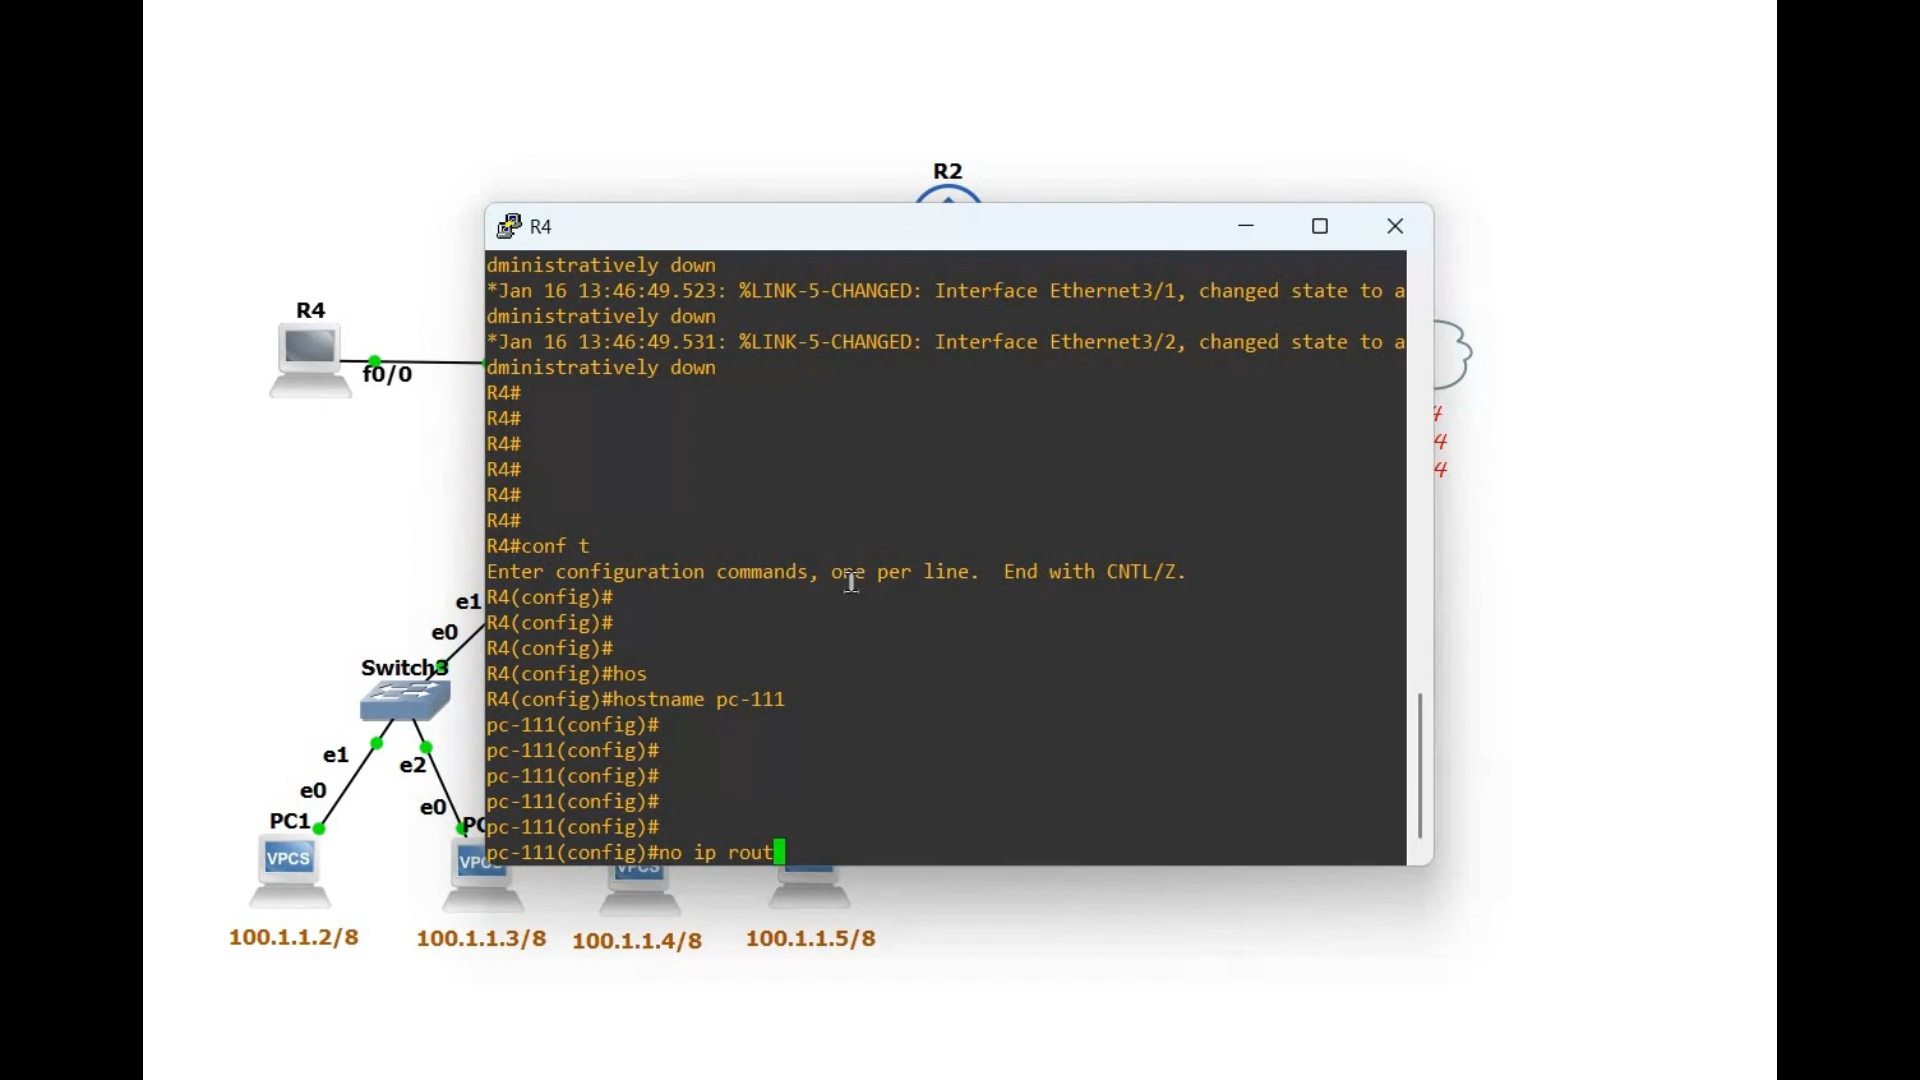 R2
R4
R4
f0/0
dministratively down
*Jan 16 13:46:49.523: %LINK-5-CHANGED: Interface Ethernet3/1, changed state to a
dministratively down
*Jan 16 13:46:49.531: %LINK-5-CHANGED: Interface Ethernet3/2, changed state to a
dministratively down
R4#
R4#
R4#
R4#
R4#
R4#
R4#conf t
Enter configuration commands, one per line.  End with CNTL/Z.
R4(config)#
R4(config)#
R4(config)#
R4(config)#hos
R4(config)#hostname pc-111
pc-111(config)#
pc-111(config)#
pc-111(config)#
pc-111(config)#
pc-111(config)#
pc-111(config)#no ip rout
4
4
e1
e0
Switch3
e1
e2
e0
e0
PC1
PC
VPCS
VPCS
VPCS
100.1.1.2/8
100.1.1.3/8
100.1.1.4/8
100.1.1.5/8